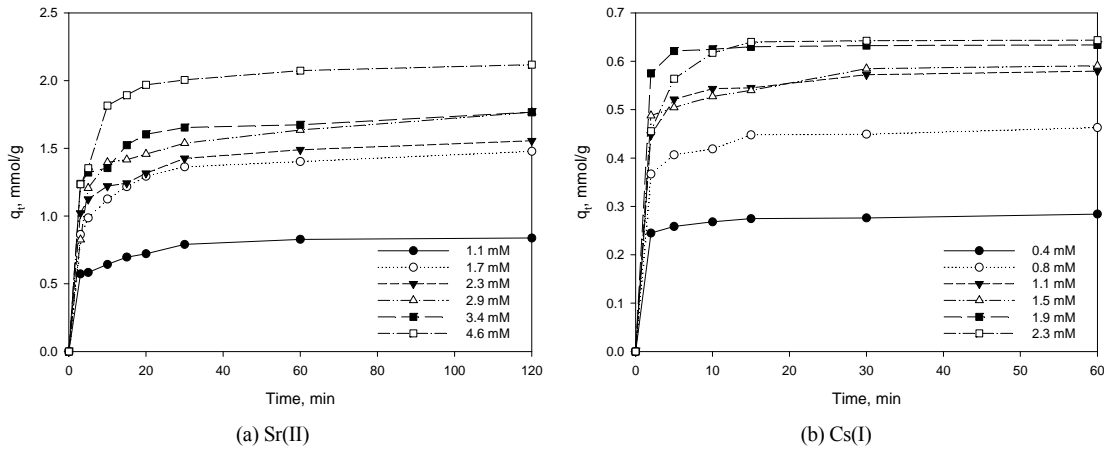 2.5
2.0
1.5
1.0
0.5
0.0
qt, mmol/g
0 20 40 60 80 100 120
Time, min
1.1 mM
1.7 mM
2.3 mM
2.9 mM
3.4 mM
4.6 mM
(a) Sr(II)
0.7
0.6
0.5
0.4
0.3
0.2
0.1
0.0
qt, mmol/g
0 10 20 30 40 50 60
Time, min
0.4 mM
0.8 mM
1.1 mM
1.5 mM
1.9 mM
2.3 mM
(b) Cs(I)